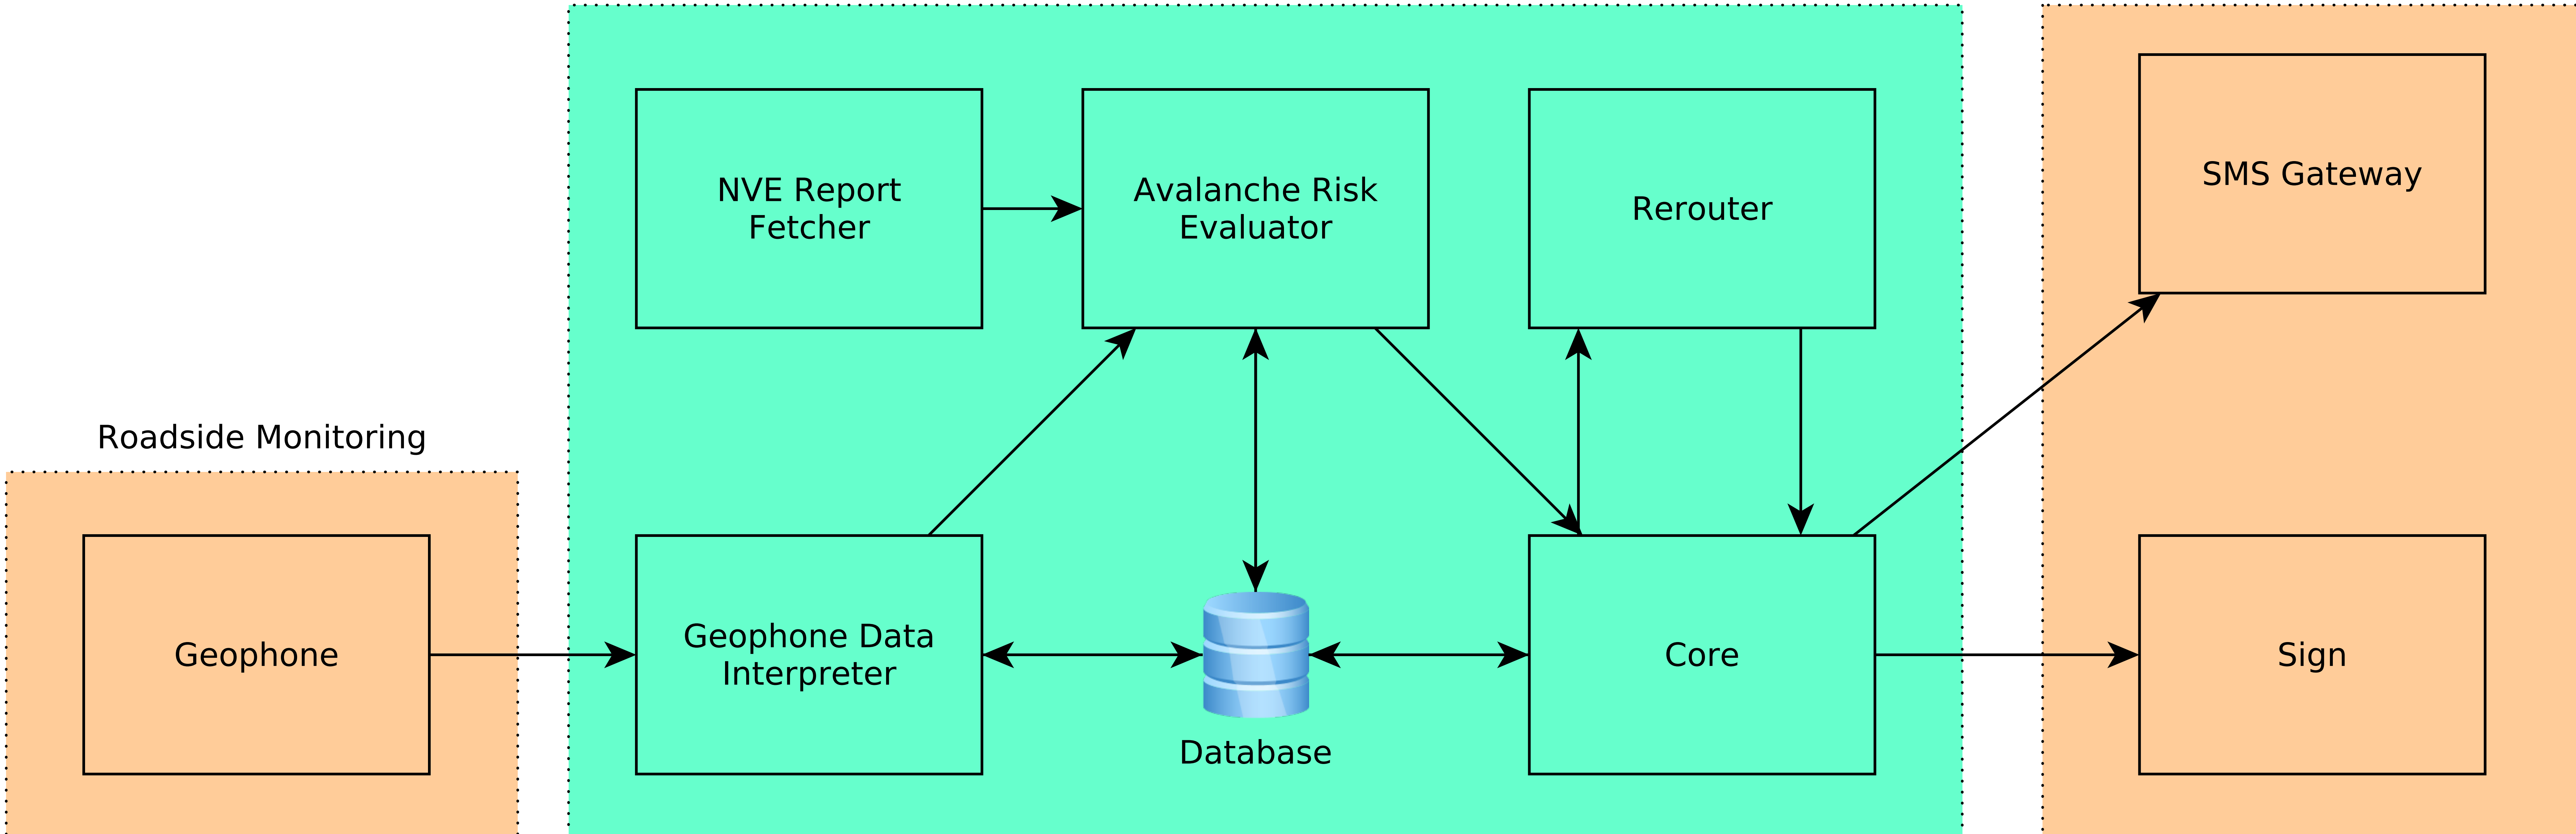 NVE Report
Fetcher
Avalanche Risk
Evaluator
Rerouter
SMS Gateway
Roadside Monitoring
Geophone
Geophone Data
Interpreter
Database
Core
Sign